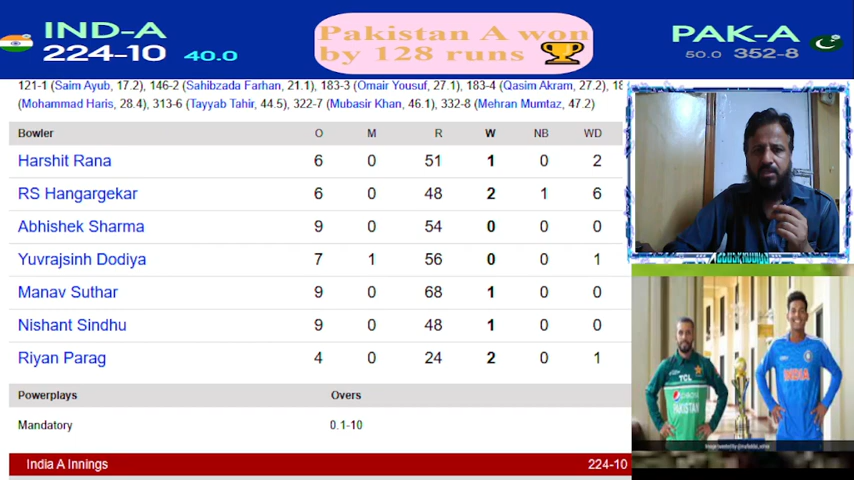 IND-A
224-10
40.0
Pakistan A won
by 128 runs
PAK-A
50.0 352-8
121-1 (Saim Ayub, 17.2), 146-2 (Sahibzada Farhan, 21.1), 183-3 (Omair Yousuf, 27.1), 183-4 (Qasim Akram, 27.2), 18
(Mohammad Haris, 28.4), 313-6 (Tayyab Tahir, 44.5), 322-7 (Mubasir Khan, 46.1), 332-8 (Mehran Mumtaz, 47.2)
Bowler O M R W NB WD
Harshit Rana 6 0 51 1 0 2
RS Hangargekar 6 0 48 2 1 6
Abhishek Sharma 9 0 54 0 0 0
Yuvrajsinh Dodiya 7 1 56 0 0 1
Manav Suthar 9 0 68 1 0 0
Nishant Sindhu 9 0 48 1 0 0
Riyan Parag 4 0 24 2 0 1
Powerplays Overs
Mandatory 0.1-10
India A Innings 224-10
TCL
PAKISTAN
INDIA